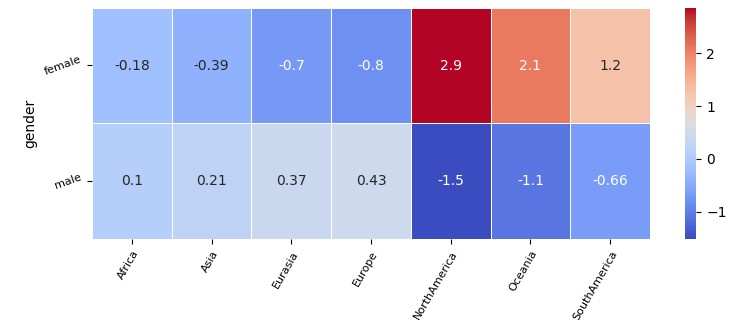 female -0.18 -0.39 -0.7 -0.8 2.9 2.1 1.2
gender
male 0.1 0.21 0.37 0.43 -1.5 -1.1 -0.66
Africa Asia Eurasia Europe NorthAmerica Oceania SouthAmerica
2
1
0
−1